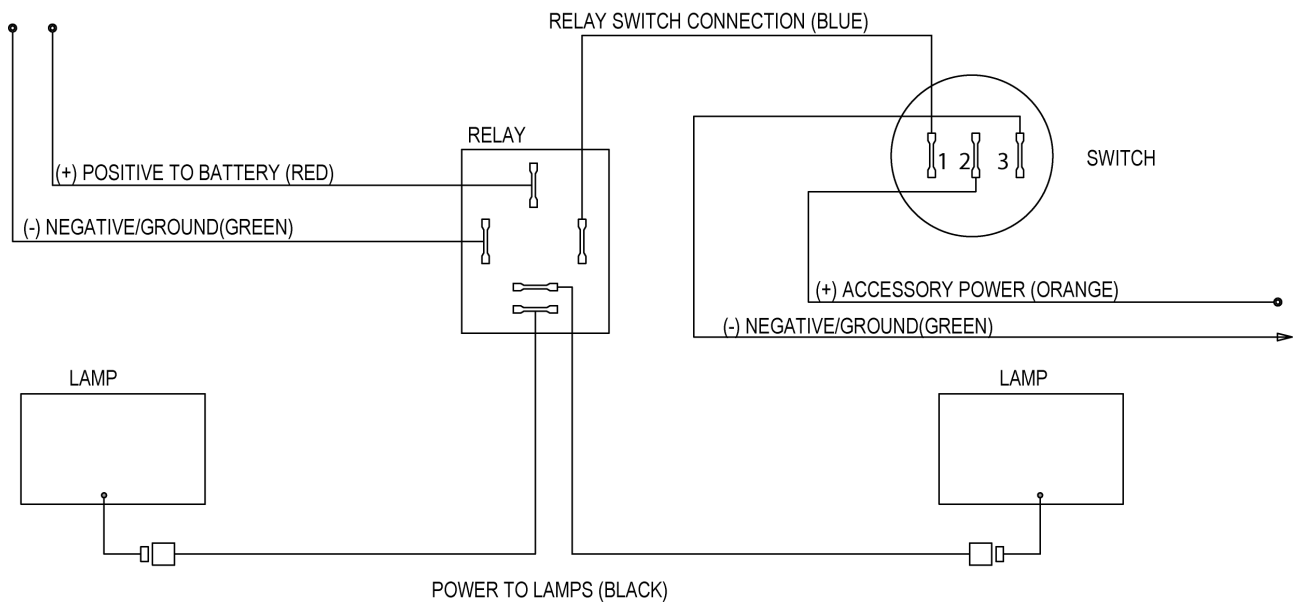 RELAY SWITCH CONNECTION (BLUE)
RELAY
1 2 3
SWITCH
(+) POSITIVE TO BATTERY (RED)
(-) NEGATIVE/GROUND(GREEN)
(+) ACCESSORY POWER (ORANGE)
(-) NEGATIVE/GROUND(GREEN)
LAMP
LAMP
POWER TO LAMPS (BLACK)